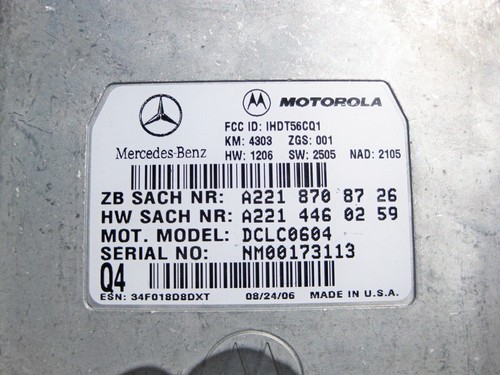 MOTOROLA
FCC ID: IHDT56CQ1
KM: 4303 ZGS: 001
Mercedes-Benz HW: 1206 SW: 2505 NAD: 2105
ZB SACH NR: A221 870 87 26
HW SACH NR: A221 446 02 59
MOT. MODEL: DCLC0604
SERIAL NO: NM00173113
Q4
ESN: 34F018D8DXT 08/24/06 MADE IN U.S.A.